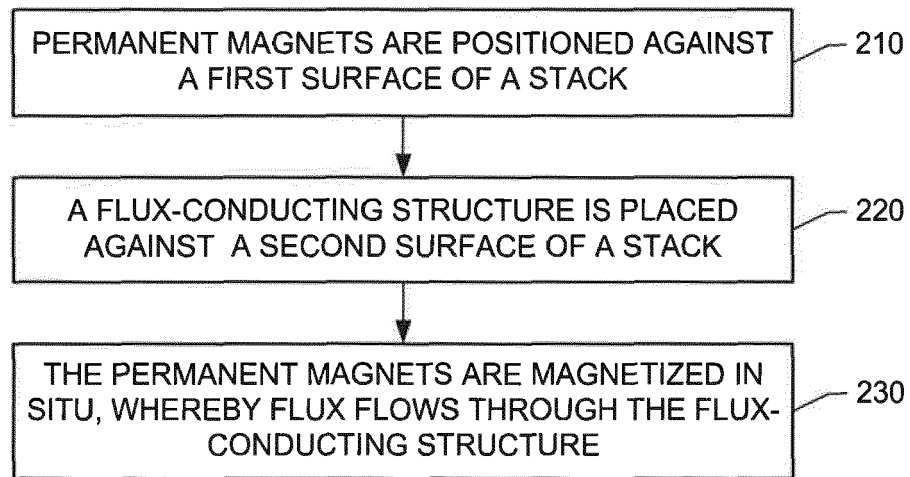 PERMANENT MAGNETS ARE POSITIONED AGAINST
A FIRST SURFACE OF A STACK
210
A FLUX-CONDUCTING STRUCTURE IS PLACED
AGAINST A SECOND SURFACE OF A STACK
220
THE PERMANENT MAGNETS ARE MAGNETIZED IN
SITU, WHEREBY FLUX FLOWS THROUGH THE FLUX-
CONDUCTING STRUCTURE
230